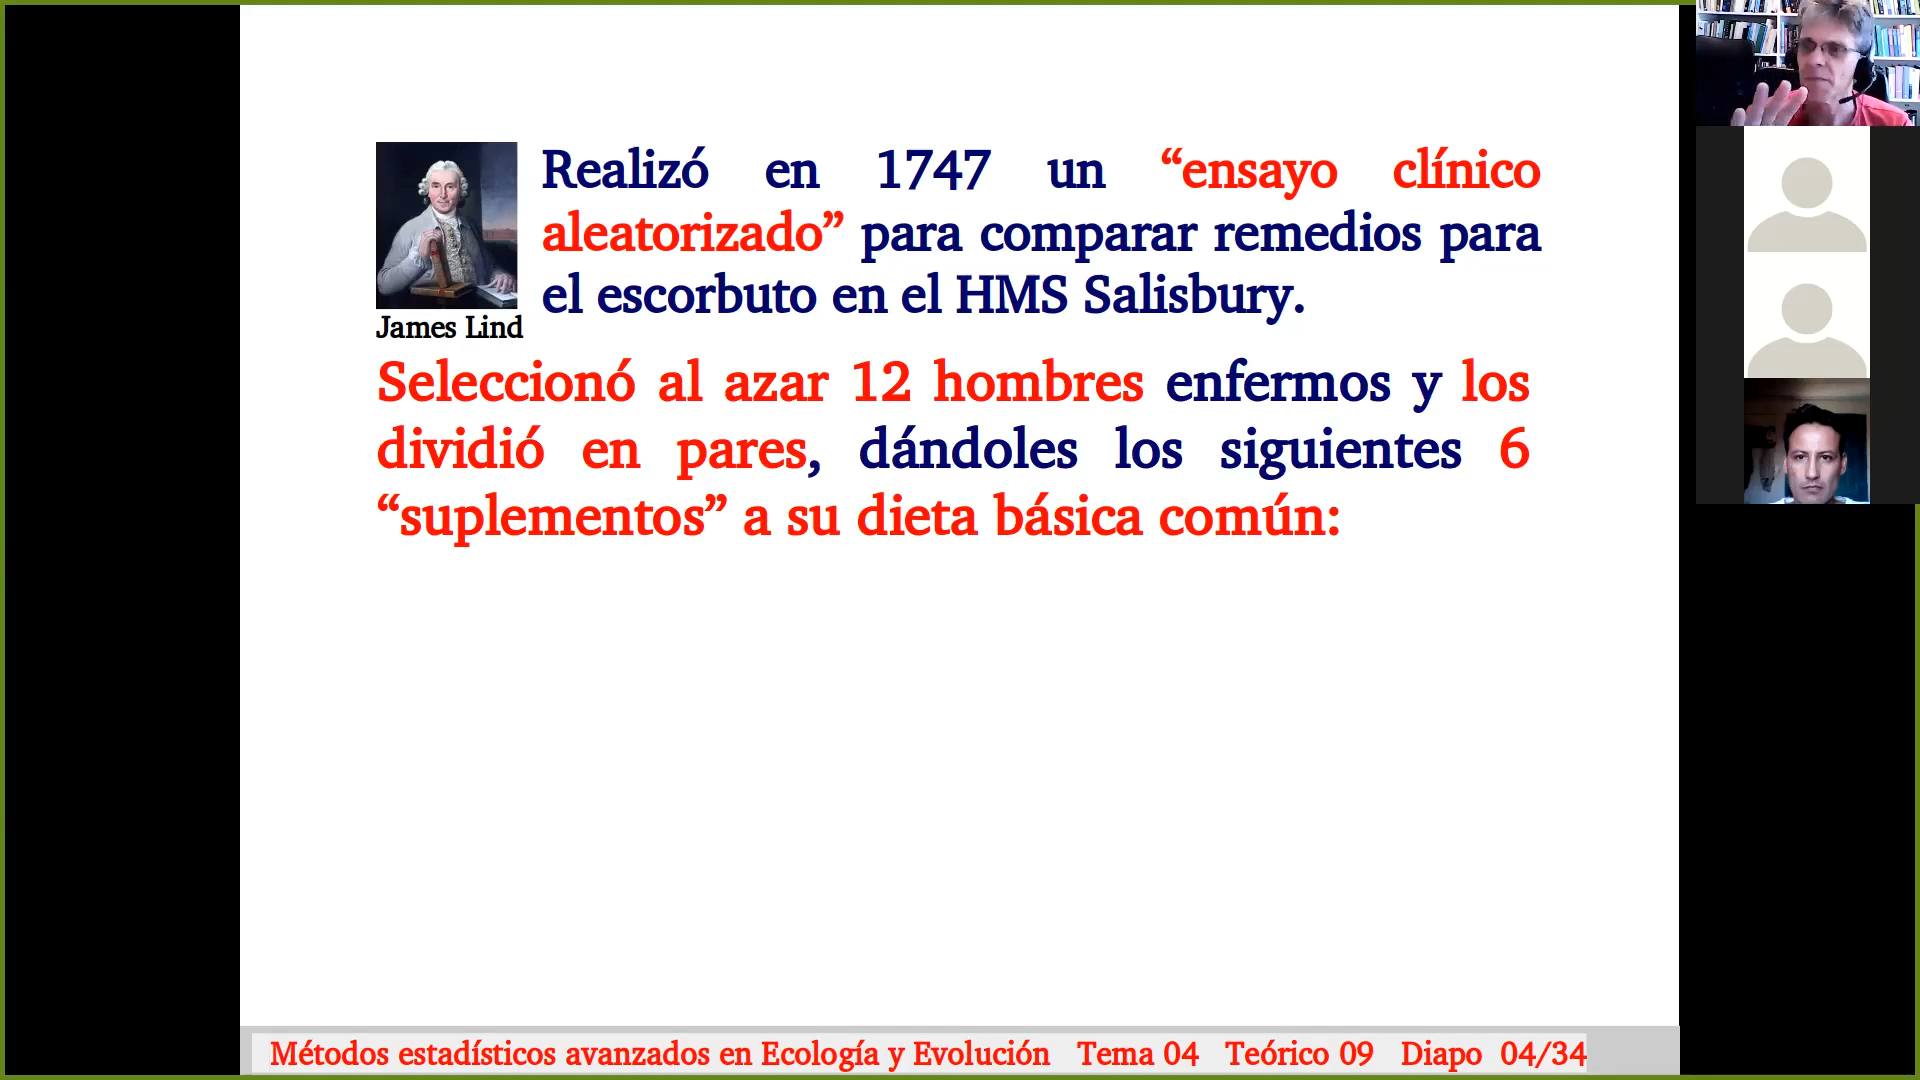 Realizó en 1747 un “ensayo clínico
aleatorizado” para comparar remedios para
el escorbuto en el HMS Salisbury.
James Lind
Seleccionó al azar 12 hombres enfermos y los
dividió en pares, dándoles los siguientes 6
“suplementos” a su dieta básica común:
Métodos estadísticos avanzados en Ecología y Evolución Tema 04 Teórico 09 Diapo 04/34